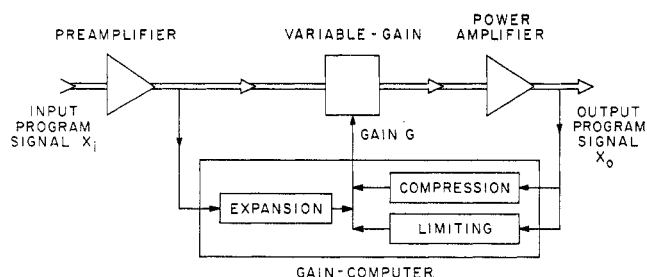 PREAMPLIFIER
VARIABLE-GAIN
POWER
AMPLIFIER
INPUT
PROGRAM
SIGNAL Xi
GAIN G
OUTPUT
PROGRAM
SIGNAL
Xo
COMPRESSION
EXPANSION
LIMITING
GAIN-COMPUTER